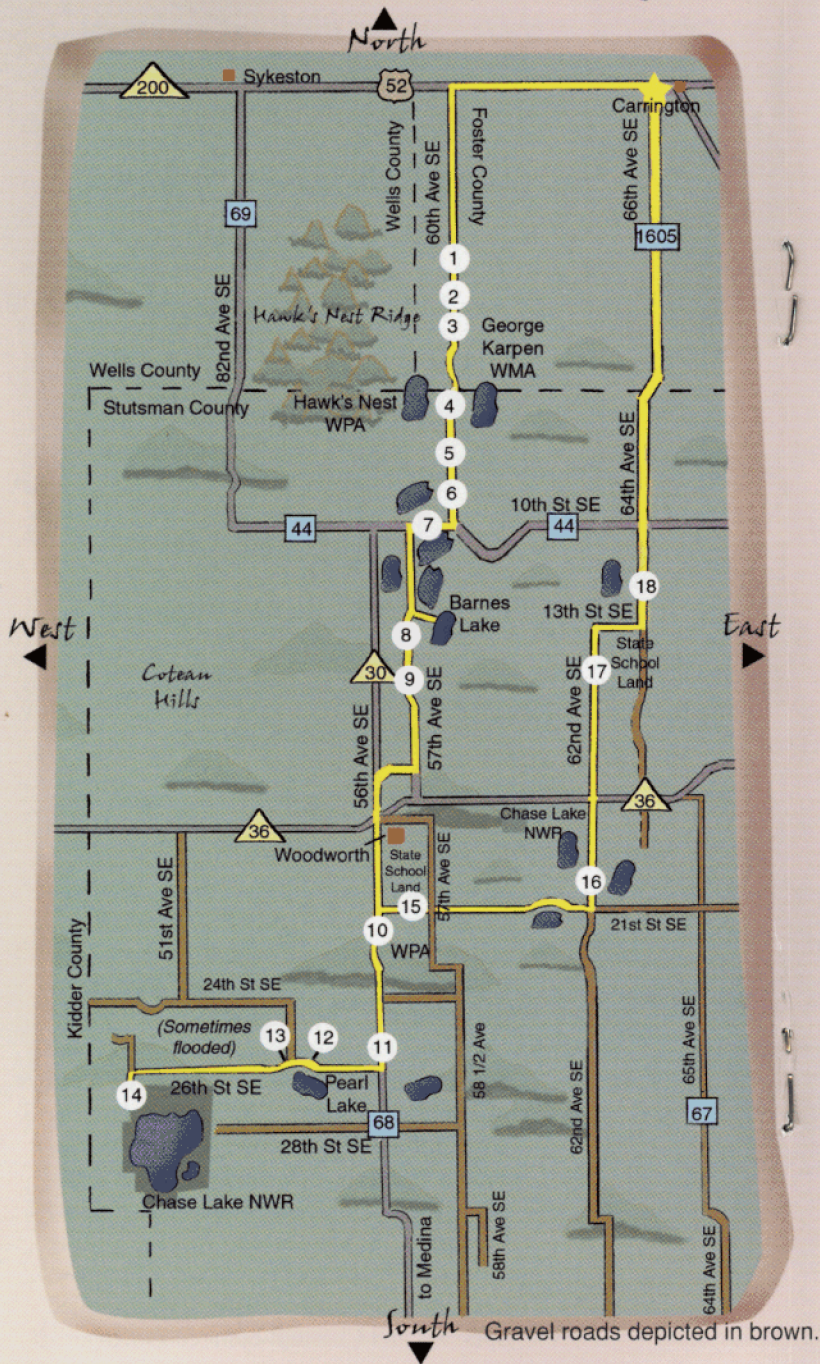 North
200
Sykeston
52
Carrington
Wells County
60th Ave SE
Foster County
66th Ave SE
69
1605
82nd Ave SE
1
2
3
Hawk's Nest Ridge
George
Karpen
WMA
Wells County
Stutsman County
Hawk's Nest
WPA
4
5
6
64th Ave SE
10th St SE
44
7
44
18
Barnes
Lake
13th St SE
8
West
East
State
School
Land
17
Coteau
Hills
30
9
57th Ave SE
62nd Ave SE
56th Ave SE
36
36
Chase Lake
NWR
Woodworth
State
School
Land
57th Ave SE
16
15
51st Ave SE
10
21st St SE
WPA
Kidder County
24th St SE
(Sometimes
flooded)
13
12
11
58 1/2 Ave
65th Ave SE
14
26th St SE
Pearl
Lake
62nd Ave SE
67
68
28th St SE
Chase Lake NWR
to Medina
58th Ave SE
64th Ave SE
South
Gravel roads depicted in brown.